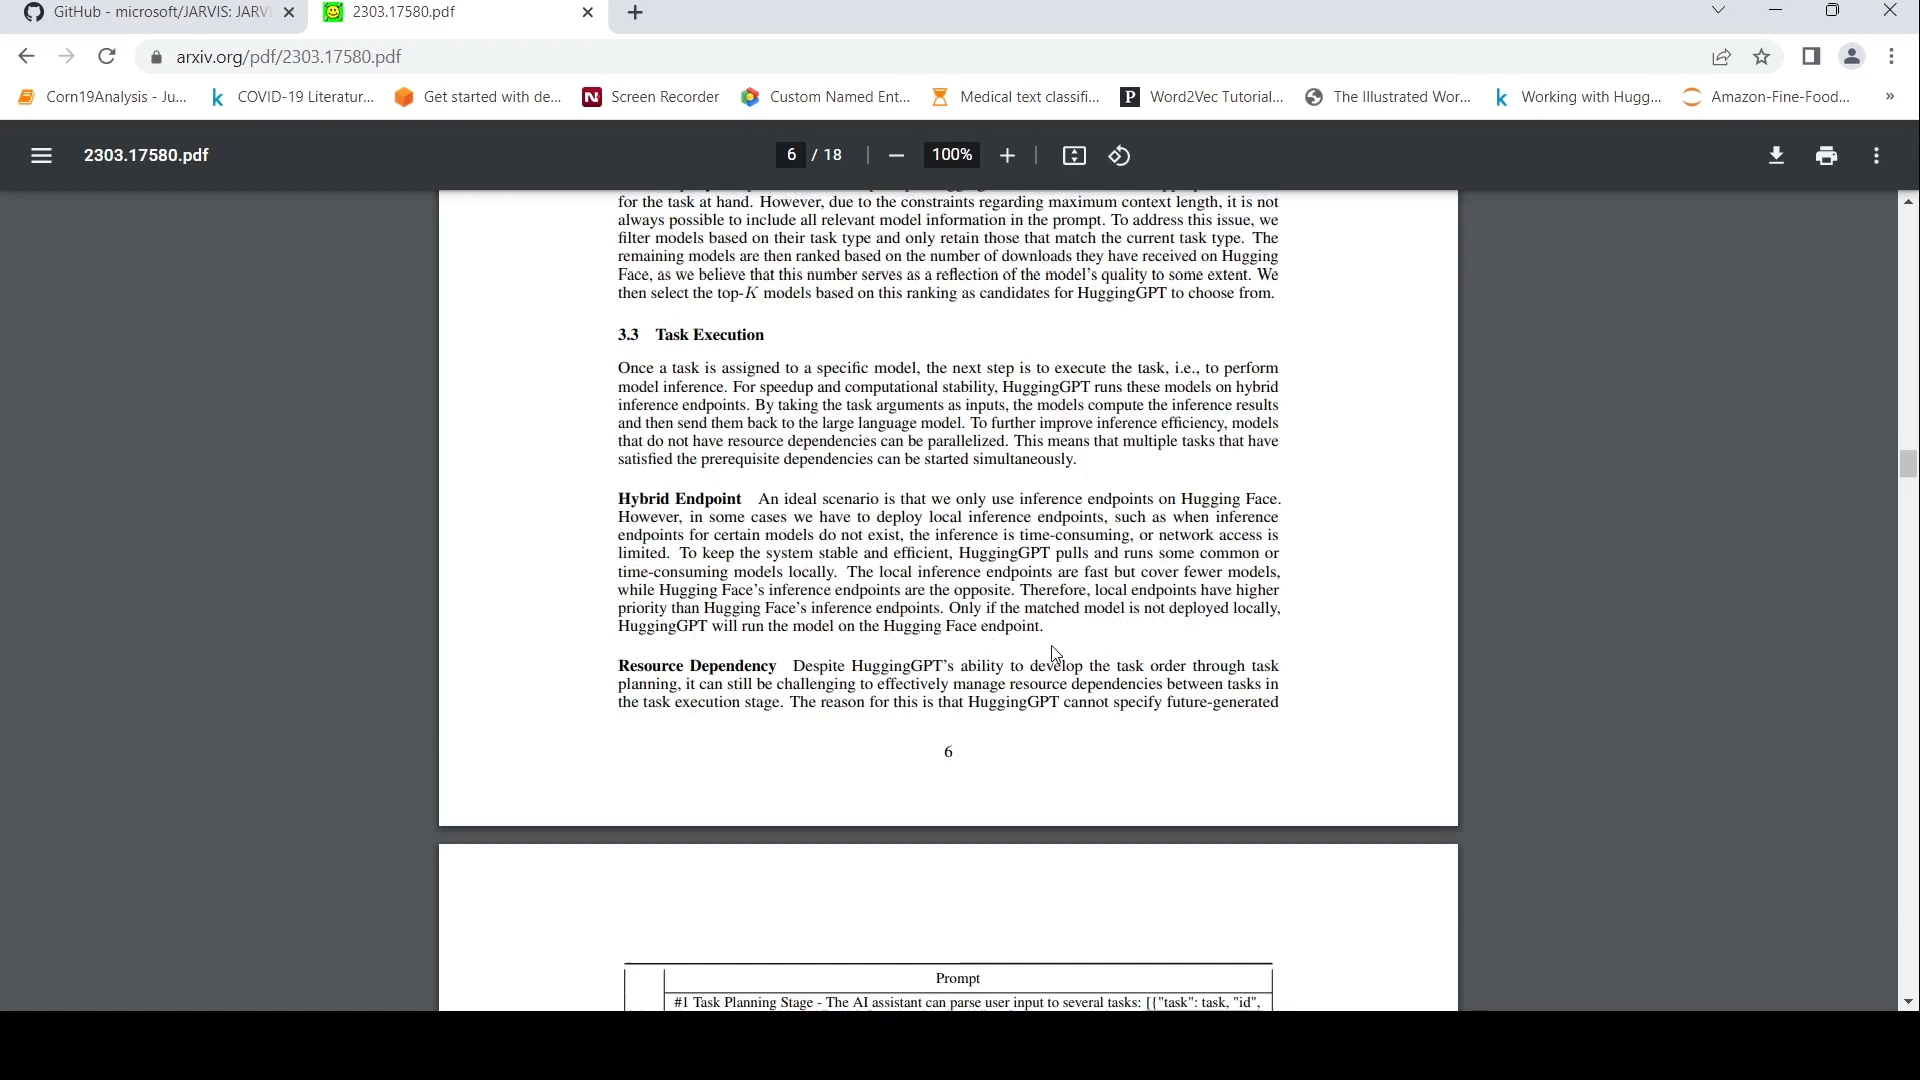 GitHub - microsoft/JARVIS: JARV
2303.17580.pdf
arxiv.org/pdf/2303.17580.pdf
Corn19Analysis - Ju...
COVID-19 Literatur...
Get started with de...
Screen Recorder
Custom Named Ent...
Medical text classifi...
Word2Vec Tutorial...
The Illustrated Wor...
Working with Hugg...
Amazon-Fine-Food...
»
2303.17580.pdf
6 / 18
100%
for the task at hand. However, due to the constraints regarding maximum context length, it is not
always possible to include all relevant model information in the prompt. To address this issue, we
filter models based on their task type and only retain those that match the current task type. The
remaining models are then ranked based on the number of downloads they have received on Hugging
Face, as we believe that this number serves as a reflection of the model's quality to some extent. We
then select the top-K models based on this ranking as candidates for HuggingGPT to choose from.
3.3 Task Execution
Once a task is assigned to a specific model, the next step is to execute the task, i.e., to perform
model inference. For speedup and computational stability, HuggingGPT runs these models on hybrid
inference endpoints. By taking the task arguments as inputs, the models compute the inference results
and then send them back to the large language model. To further improve inference efficiency, models
that do not have resource dependencies can be parallelized. This means that multiple tasks that have
satisfied the prerequisite dependencies can be started simultaneously.
Hybrid Endpoint An ideal scenario is that we only use inference endpoints on Hugging Face.
However, in some cases we have to deploy local inference endpoints, such as when inference
endpoints for certain models do not exist, the inference is time-consuming, or network access is
limited. To keep the system stable and efficient, HuggingGPT pulls and runs some common or
time-consuming models locally. The local inference endpoints are fast but cover fewer models,
while Hugging Face's inference endpoints are the opposite. Therefore, local endpoints have higher
priority than Hugging Face's inference endpoints. Only if the matched model is not deployed locally,
HuggingGPT will run the model on the Hugging Face endpoint.
Resource Dependency Despite HuggingGPT's ability to develop the task order through task
planning, it can still be challenging to effectively manage resource dependencies between tasks in
the task execution stage. The reason for this is that HuggingGPT cannot specify future-generated
6
Prompt
#1 Task Planning Stage - The AI assistant can parse user input to several tasks: [{"task": task, "id",